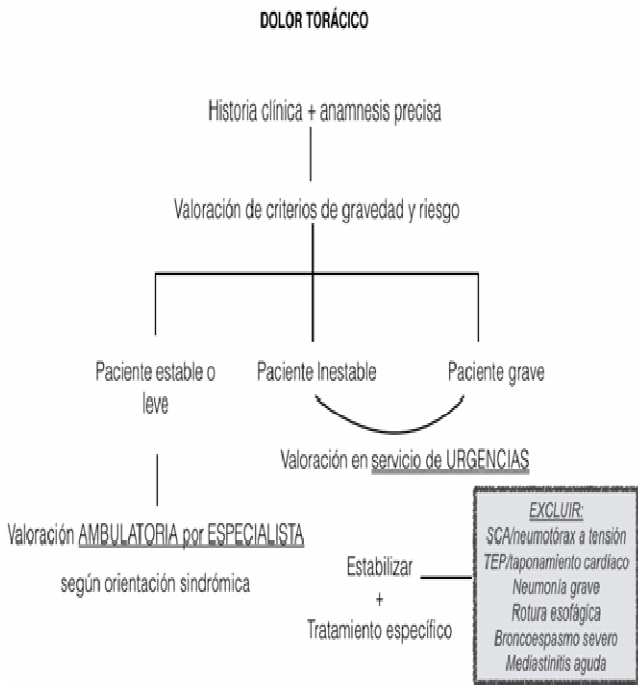 DOLOR TORÁCICO
Historia clínica + anamnesis precisa
Valoración de criterios de gravedad y riesgo
Paciente estable o
leve
Paciente Inestable
Paciente grave
Valoración en servicio de URGENCIAS
Valoración AMBULATORIA por ESPECIALISTA
según orientación sindrómica
Estabilizar
+
Tratamiento específico
EXCLUIR:
SCA/neumotórax a tensión
TEP/taponamiento cardíaco
Neumonía grave
Rotura esofágica
Broncoespasmo severo
Mediastinitis aguda